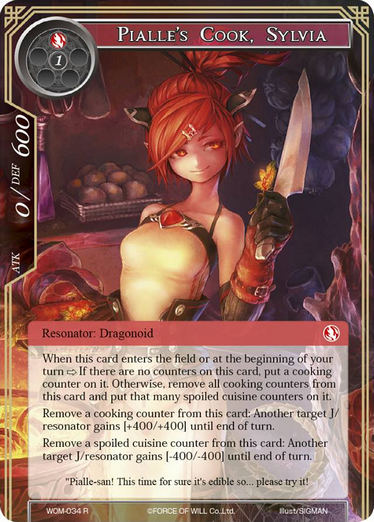 Pialle's Cook, Sylvia
1
ATK 0 / DEF 600
Resonator: Dragonoid
When this card enters the field or at the beginning of your
turn ⇨ If there are no counters on this card, put a cooking
counter on it. Otherwise, remove all cooking counters from
this card and put that many spoiled cuisine counters on it.
Remove a cooking counter from this card: Another target J/
resonator gains [+400/+400] until end of turn.
Remove a spoiled cuisine counter from this card: Another
target J/resonator gains [-400/-400] until end of turn.
"Pialle-san! This time for sure it's edible so... please try it!
WOM-034 R ©FORCE OF WILL Co.,Ltd. Illust/SIGMAN